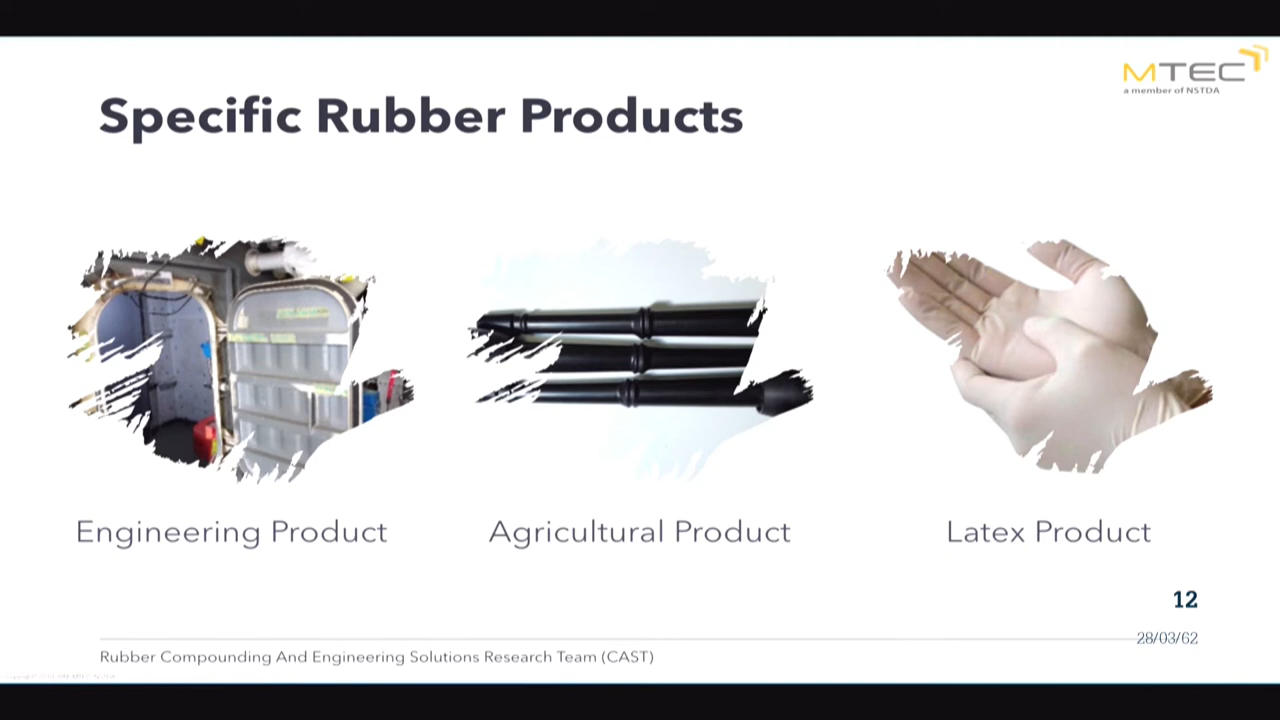 MTEC
a member of NSTDA
Specific Rubber Products
Engineering Product
Agricultural Product
Latex Product
12
28/03/62
Rubber Compounding And Engineering Solutions Research Team (CAST)